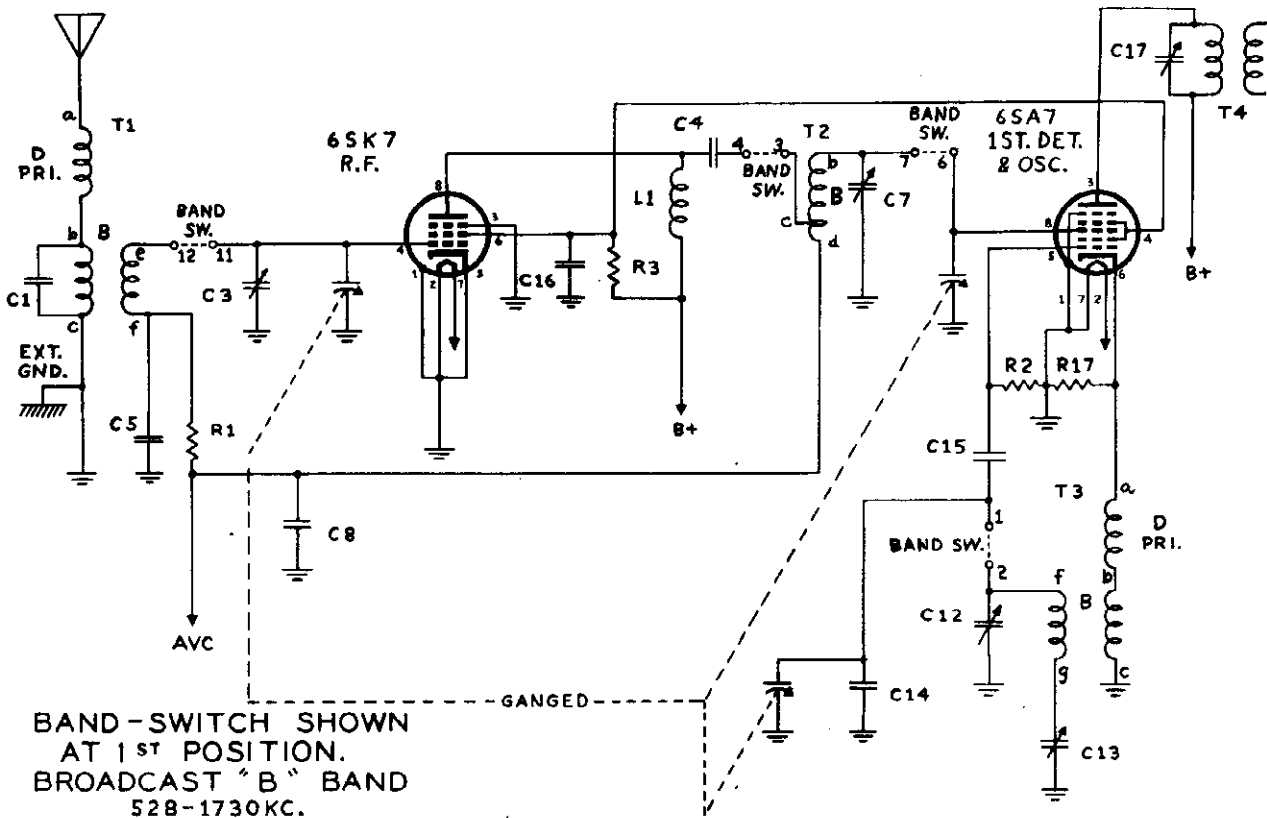 C17
T4
a
T1
D
PRI.
6SK7
R.F.
C4
4
3
BAND
SW.
T2
b
B
c
d
C7
BAND
SW.
7
6
6SA7
1ST. DET.
& OSC.
3
8
5
4
6
1
7
2
B+
BAND
SW.
b
B
e
12
11
C1
c
f
C3
8
4
3
6
1
2
7
5
C16
R3
L1
B+
EXT.
GND.
C5
R1
R2
R17
C15
C8
T3
a
D
PRI.
1
BAND SW.
2
f
B
b
C12
g
c
AVC
C14
C13
GANGED
BAND-SWITCH SHOWN
AT 1ST POSITION.
BROADCAST "B" BAND
528-1730KC.